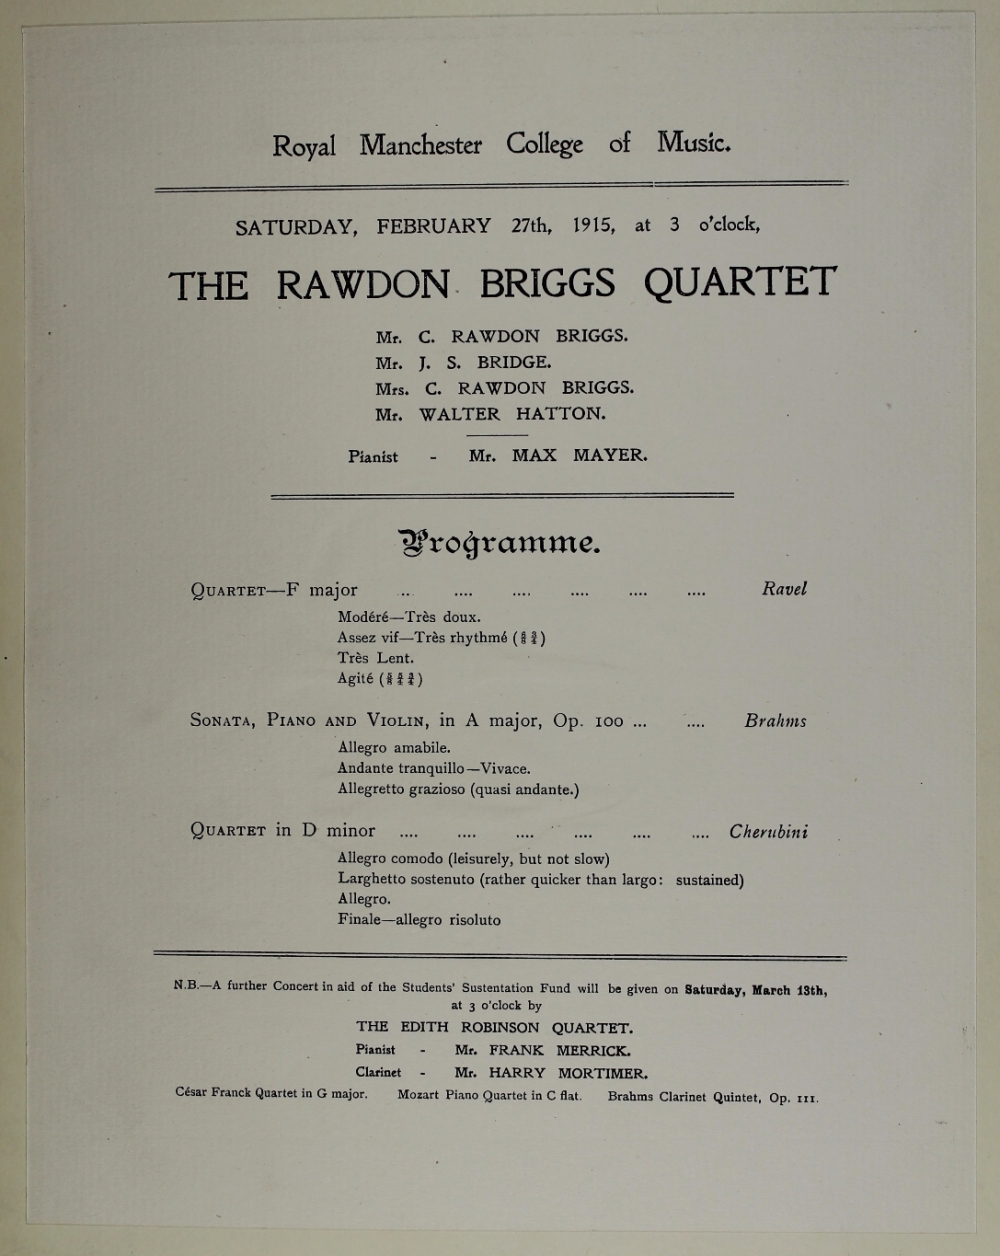 Royal Manchester College of Music.
SATURDAY, FEBRUARY 27th, 1915, at 3 o'clock,
THE RAWDON BRIGGS QUARTET
Mr. C. RAWDON BRIGGS.
Mr. J. S. BRIDGE.
Mrs. C. RAWDON BRIGGS.
Mr. WALTER HATTON.
Pianist - Mr. MAX MAYER.
Programme.
QUARTET—F major ... .... .... .... .... .... Ravel
Modéré—Très doux.
Assez vif—Très rhythmé ( )
Très Lent.
Agité ( )
SONATA, PIANO AND VIOLIN, in A major, Op. 100 ... .... Brahms
Allegro amabile.
Andante tranquillo—Vivace.
Allegretto grazioso (quasi andante.)
QUARTET in D minor .... .... .... .... .... .... Cherubini
Allegro comodo (leisurely, but not slow)
Larghetto sostenuto (rather quicker than largo: sustained)
Allegro.
Finale—allegro risoluto
N.B.—A further Concert in aid of the Students' Sustentation Fund will be given on Saturday, March 13th,
at 3 o'clock by
THE EDITH ROBINSON QUARTET.
Pianist - Mr. FRANK MERRICK.
Clarinet - Mr. HARRY MORTIMER.
César Franck Quartet in G major. Mozart Piano Quartet in C flat. Brahms Clarinet Quintet, Op. 111.